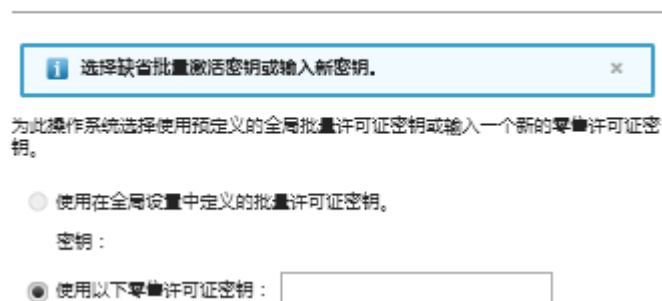 选择缺省批量激活密钥或输入新密钥。
为此操作系统选择使用预定义的全局批量许可证密钥或输入一个新的零售许可证密
钥。
使用在全局设置中定义的批量许可证密钥。
密钥：
使用以下零售许可证密钥：